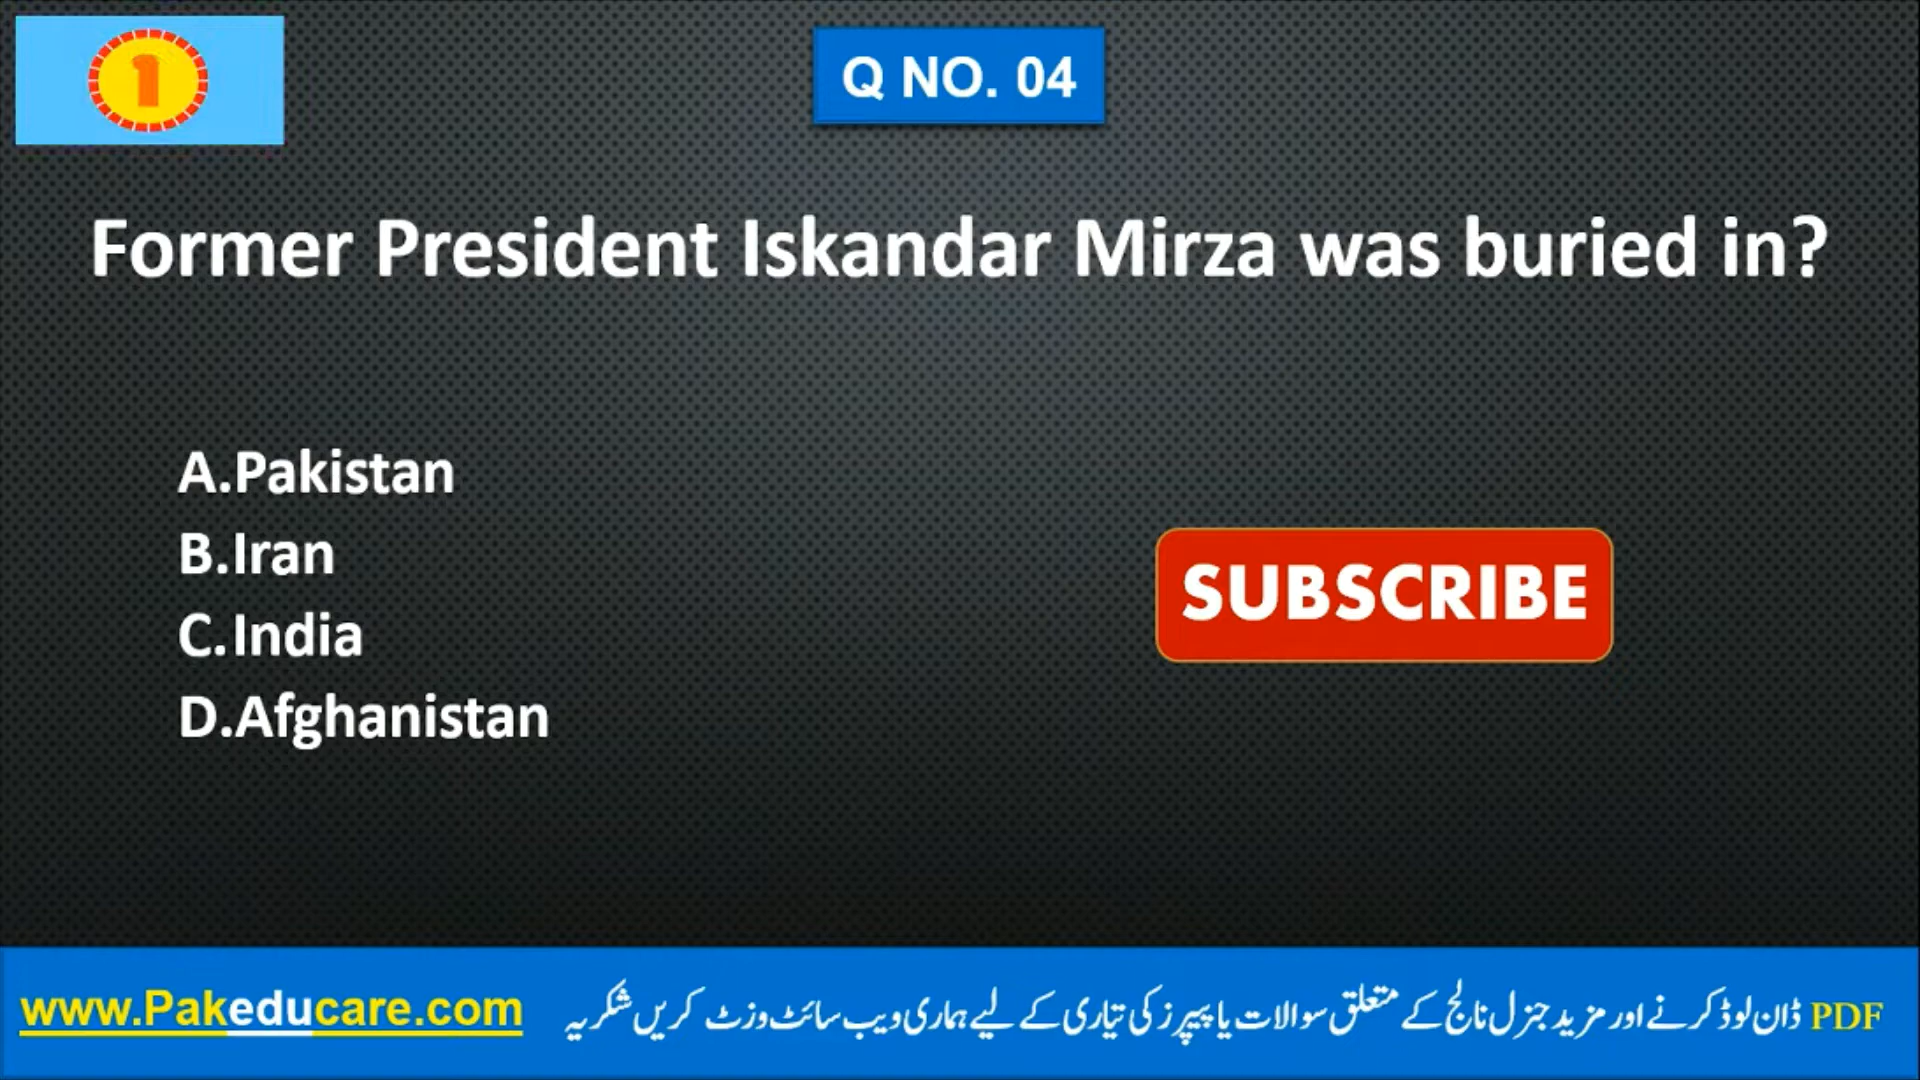 1
Q NO. 04
Former President Iskandar Mirza was buried in?
A.Pakistan
B.Iran
C.India
D.Afghanistan
SUBSCRIBE
www.Pakeducare.com
PDF ڈان لوڈ کرنے اور مزید جنرل نالج کے متعلق سوالات یا پیپرز کی تیاری کے لیے ہماری ویب سائٹ وزٹ کریں شکریہ